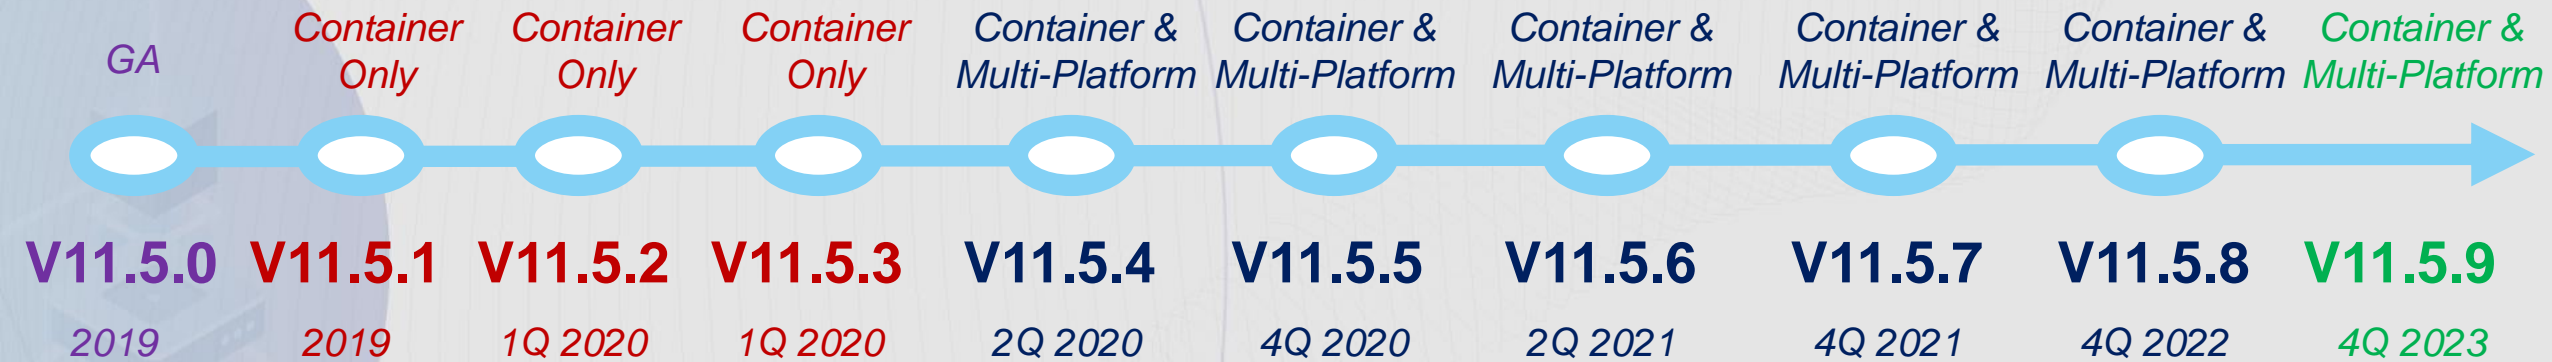 GA
Container
Only
Container
Only
Container
Only
Container &
Multi-Platform
Container &
Multi-Platform
Container &
Multi-Platform
Container &
Multi-Platform
Container &
Multi-Platform
Container &
Multi-Platform
V11.5.0 V11.5.1 V11.5.2 V11.5.3 V11.5.4 V11.5.5 V11.5.6 V11.5.7 V11.5.8 V11.5.9
2019 2019 1Q 2020 1Q 2020 2Q 2020 4Q 2020 2Q 2021 4Q 2021 4Q 2022 4Q 2023